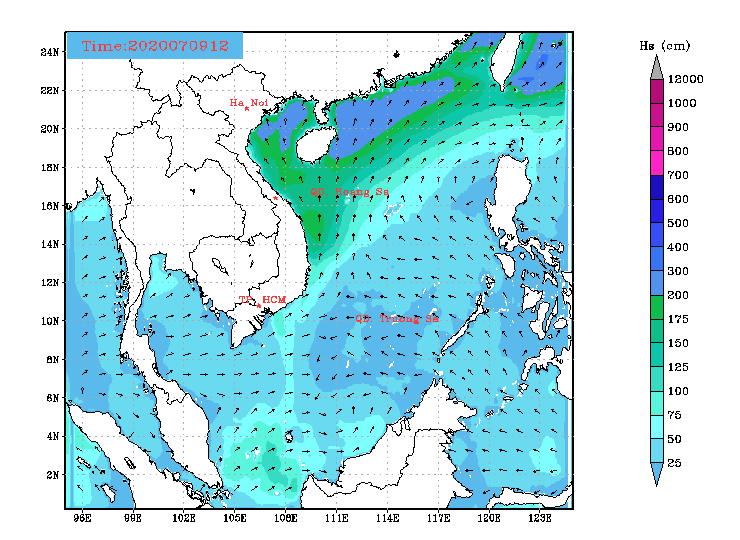 Time:2020070912
Hs (cm)
24N
22N
20N
18N
16N
14N
12N
10N
8N
6N
4N
2N
96E
99E
102E
105E
108E
111E
114E
117E
120E
123E
Ha Noi
QD. Hoang Sa
TP. HCM
QD. Truong Sa
12000
1000
900
800
700
600
500
400
300
200
175
150
125
100
75
50
25